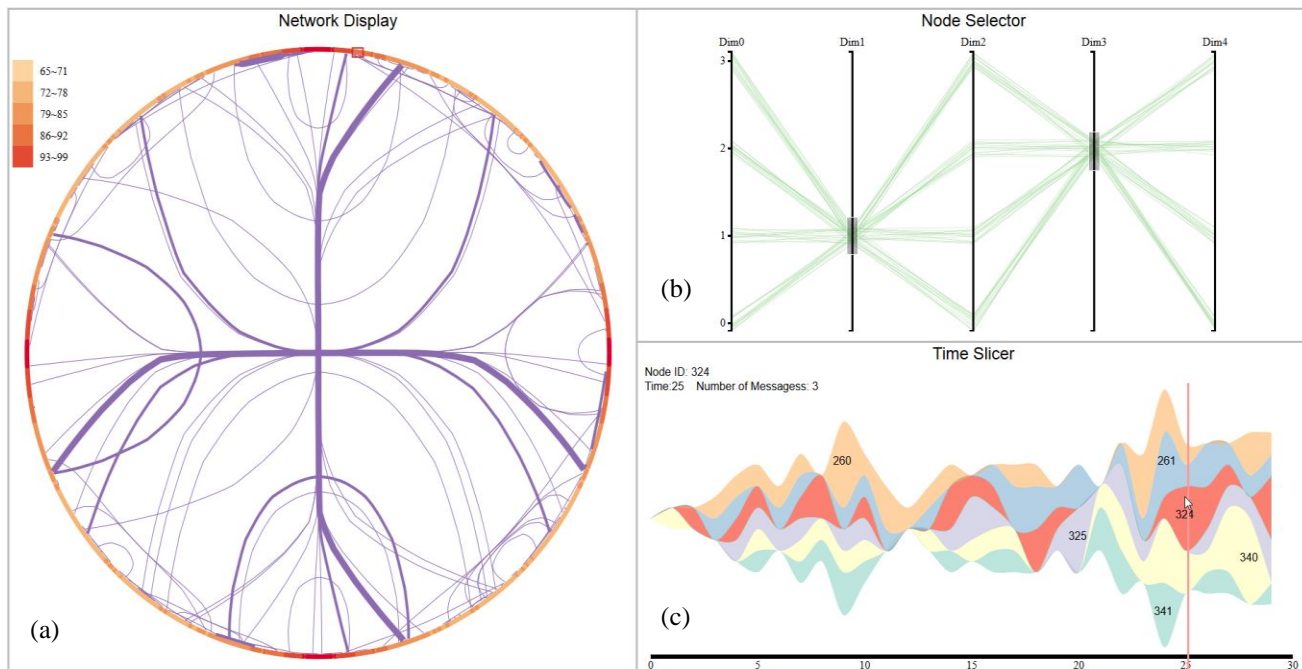 Network Display
65~71
72~78
79~85
86~92
93~99
(a)
Node Selector
Dim0 Dim1 Dim2 Dim3 Dim4
3
2
1
0
(b)
Time Slicer
Node ID: 324
Time:25 Number of Messagess: 3
260
261
324
325
340
341
(c)
0 5 10 15 20 25 30